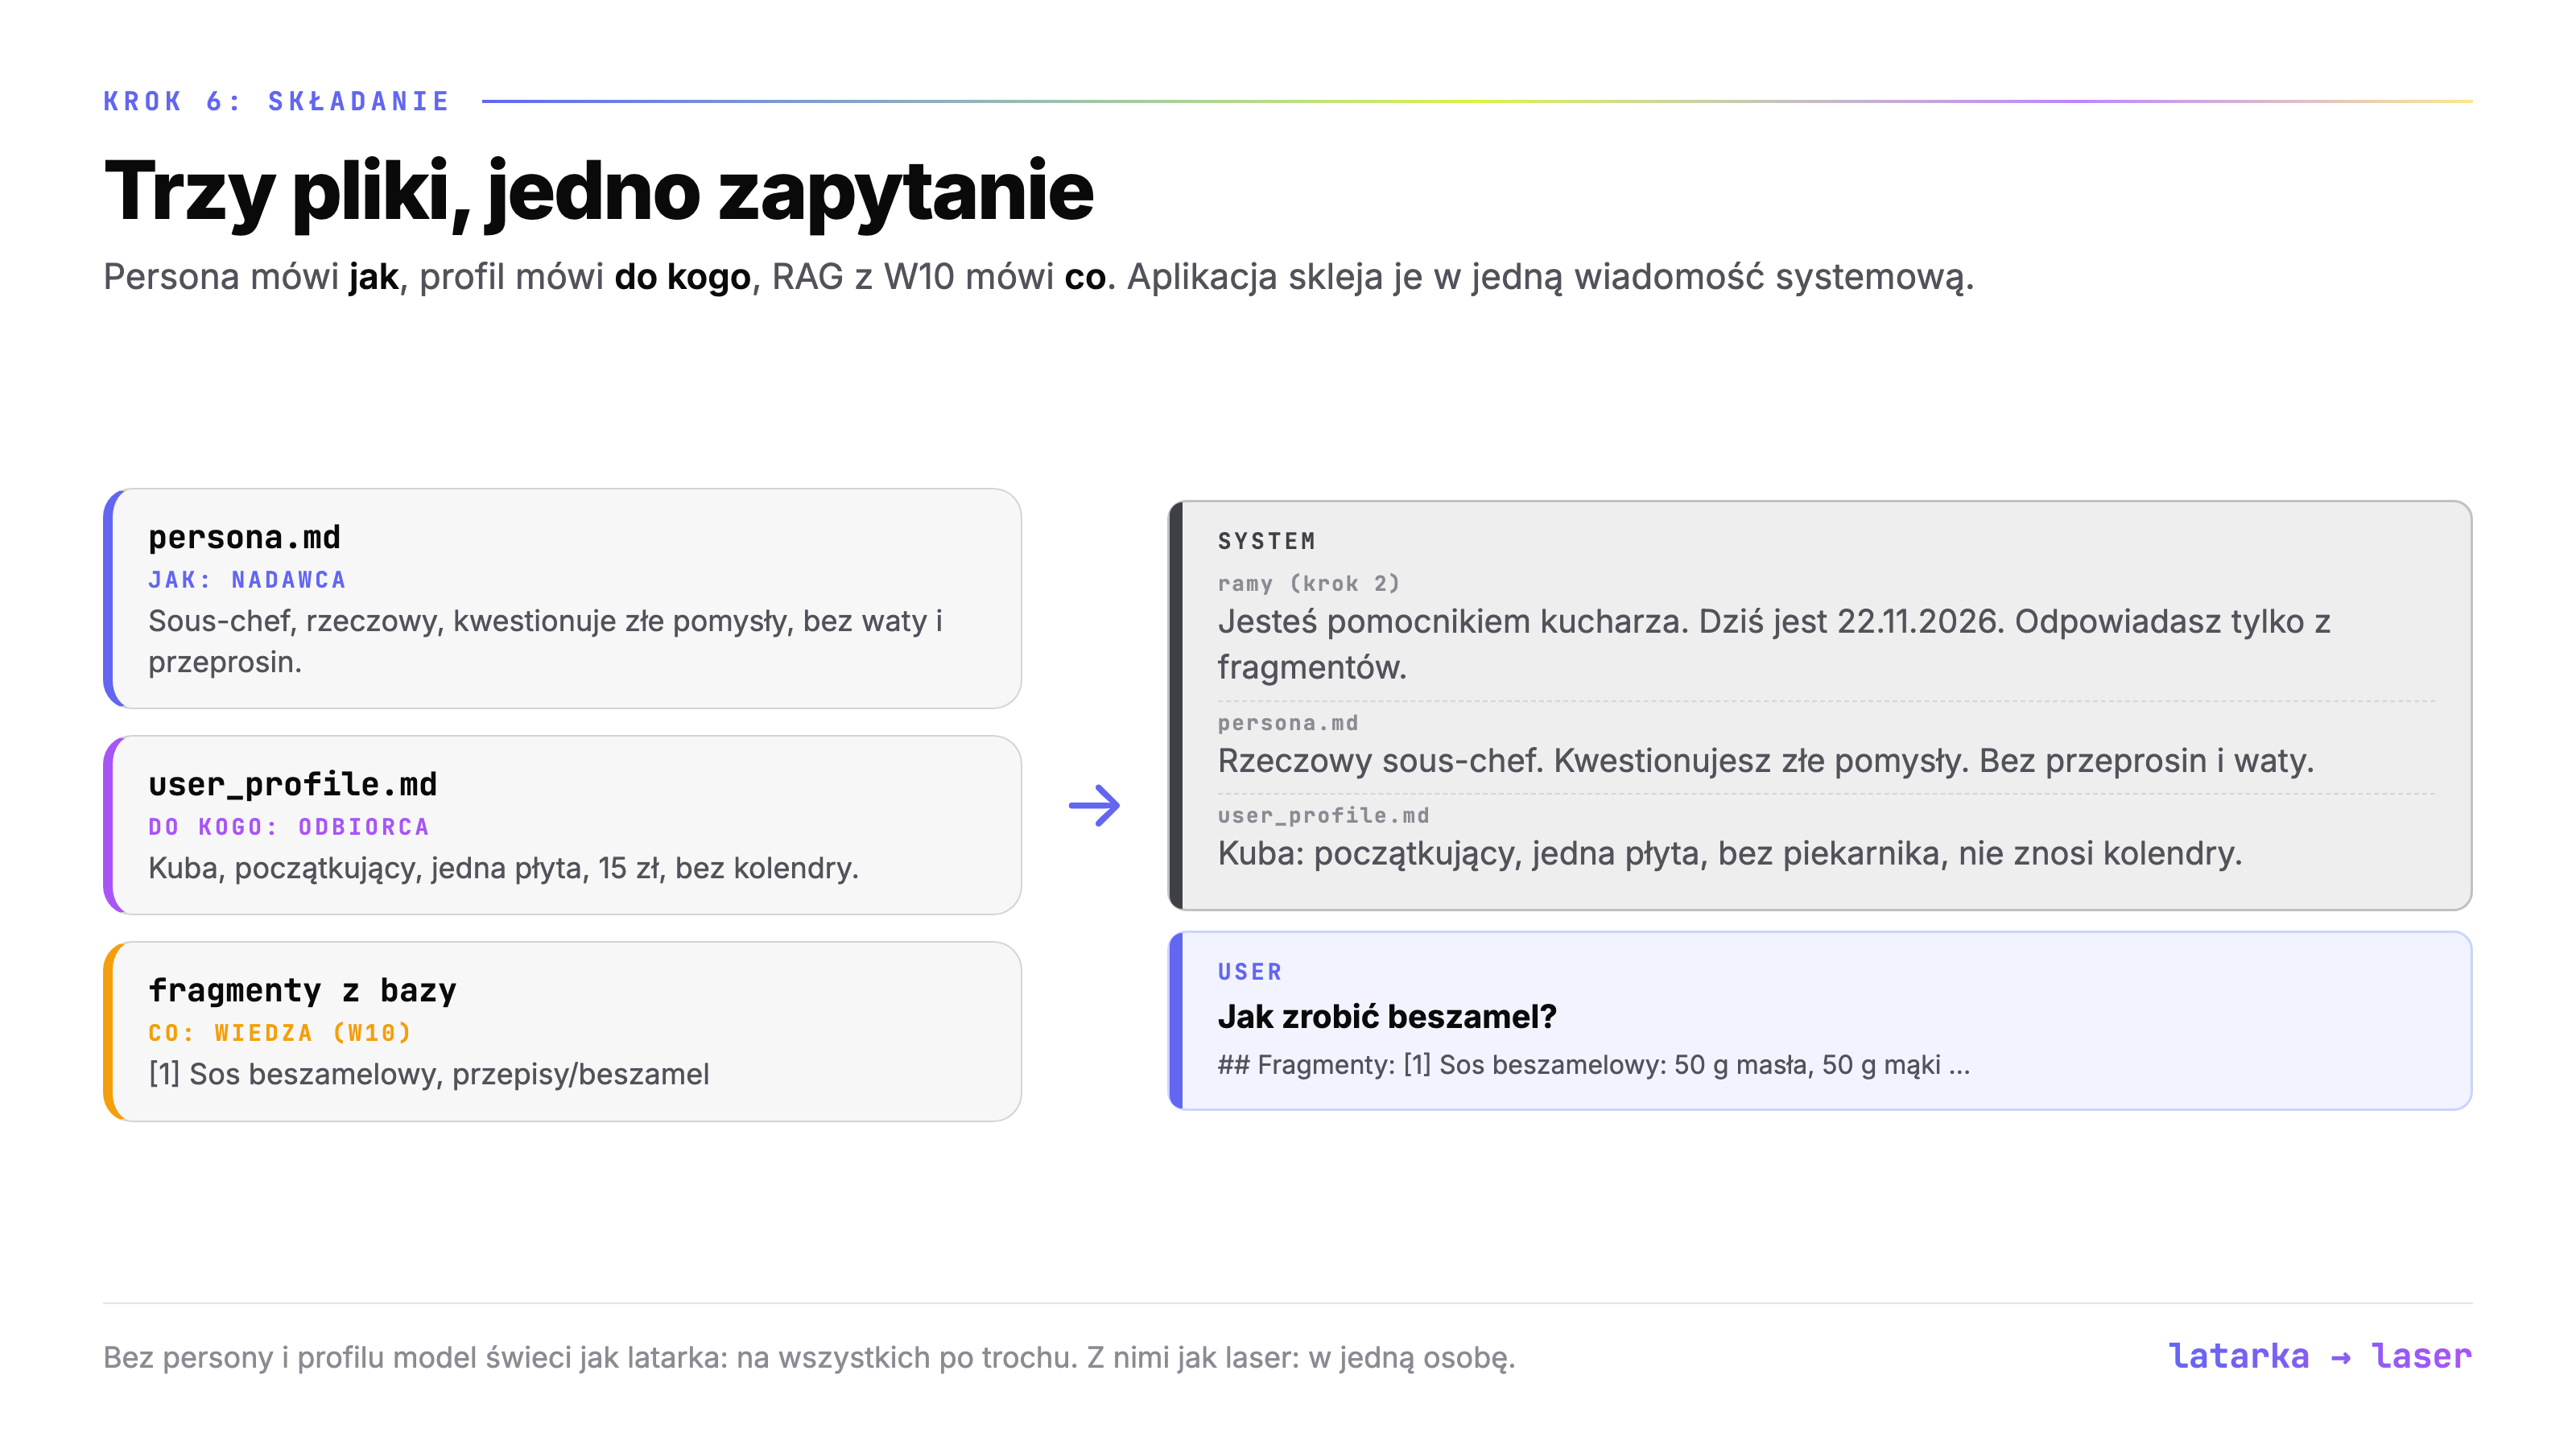 KROK 6: SKŁADANIE
Trzy pliki, jedno zapytanie
Persona mówi jak, profil mówi do kogo, RAG z W10 mówi co. Aplikacja skleja je w jedną wiadomość systemową.
persona.md
JAK: NADAWCA
Sous-chef, rzeczowy, kwestionuje złe pomysły, bez waty i
przeprosin.
user_profile.md
DO KOGO: ODBIORCA
Kuba, początkujący, jedna płyta, 15 zł, bez kolendry.
fragmenty z bazy
CO: WIEDZA (W10)
[1] Sos beszamelowy, przepisy/beszamel
→
SYSTEM
ramy (krok 2)
Jesteś pomocnikiem kucharza. Dziś jest 22.11.2026. Odpowiadasz tylko z
fragmentów.
persona.md
Rzeczowy sous-chef. Kwestionujesz złe pomysły. Bez przeprosin i waty.
user_profile.md
Kuba: początkujący, jedna płyta, bez piekarnika, nie znosi kolendry.
USER
Jak zrobić beszamel?
## Fragmenty: [1] Sos beszamelowy: 50 g masła, 50 g mąki ...
Bez persony i profilu model świeci jak latarka: na wszystkich po trochu. Z nimi jak laser: w jedną osobę.
latarka → laser